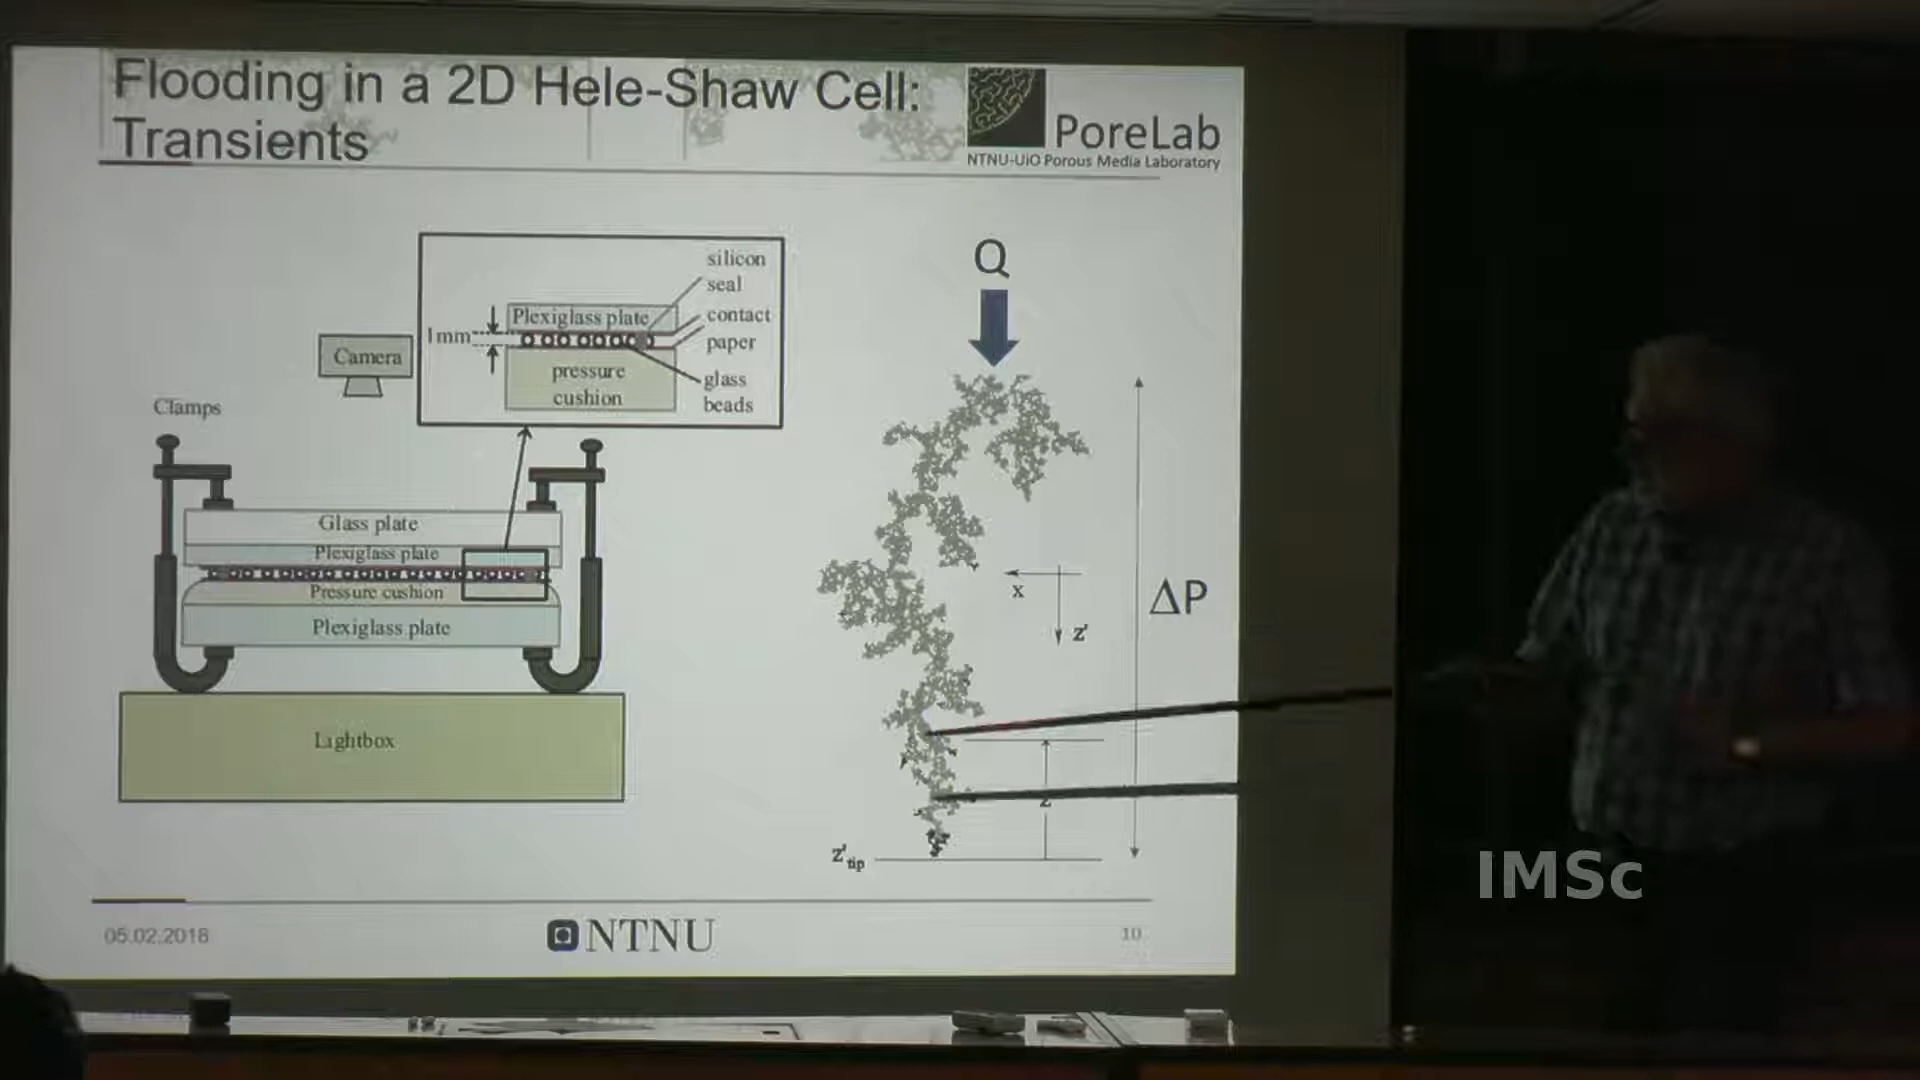 Flooding in a 2D Hele-Shaw Cell:
Transients
PoreLab
NTNU-UiO Porous Media Laboratory
silicon
seal
Plexiglass plate
contact
paper
1mm
Camera
pressure
cushion
glass
beads
Clamps
Glass plate
Plexiglass plate
Pressure cushion
Plexiglass plate
Lightbox
Q
x
z'
ΔP
z
z'tip
05.02.2018
NTNU
10
IMSc